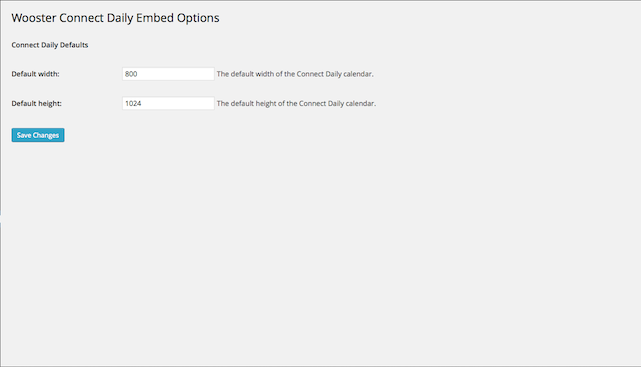 Wooster Connect Daily Embed Options
Connect Daily Defaults
Default width: 800 The default width of the Connect Daily calendar.
Default height: 1024 The default height of the Connect Daily calendar.
Save Changes